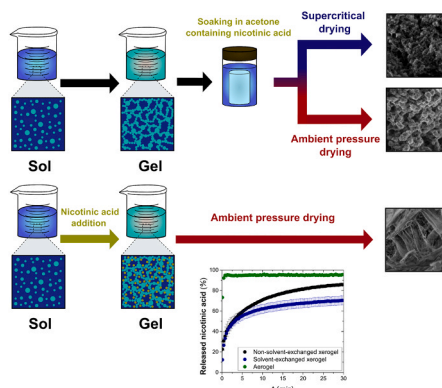 Soaking in acetone
containing nicotinic acid
Supercritical
drying
Ambient pressure
drying
Sol
Gel
Nicotinic acid
addition
Ambient pressure drying
Sol
Gel
Released nicotinic acid (%)
100
80
60
40
20
0
Non-solvent-exchanged xerogel
Solvent-exchanged xerogel
Aerogel
0 5 10 15 20 25 30